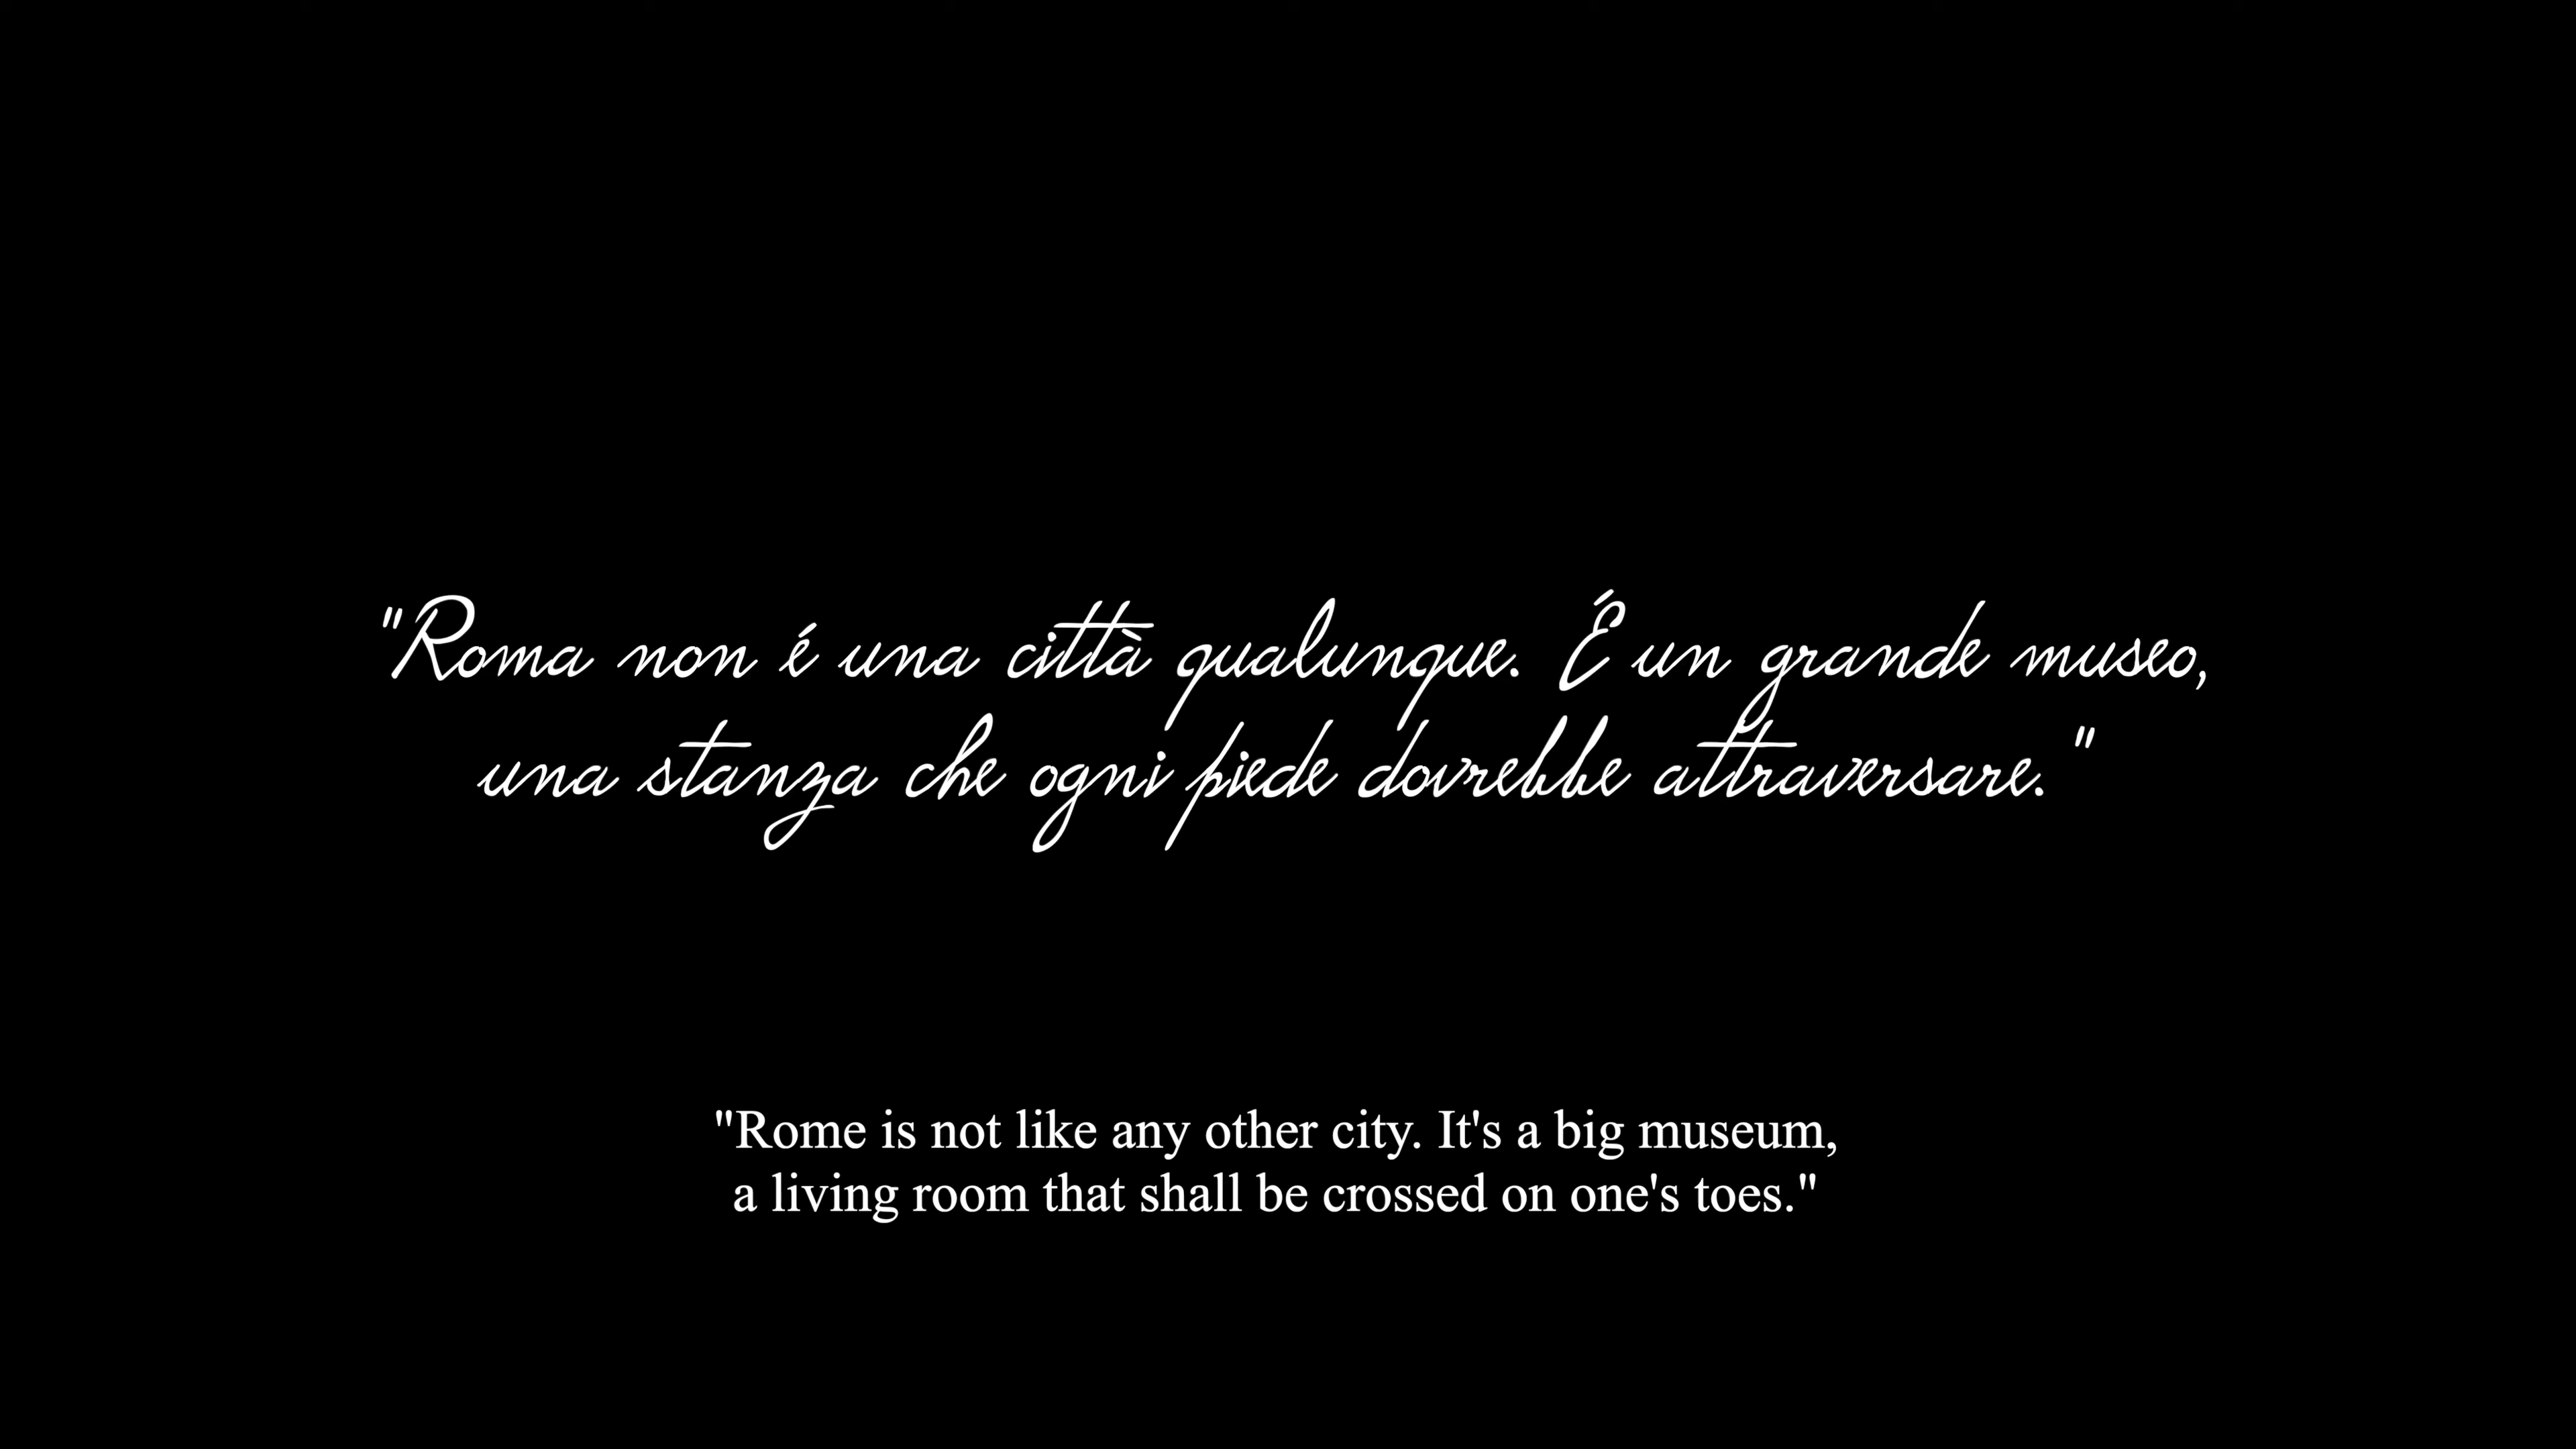 "Roma non é una città qualunque. É un grande museo,
una stanza che ogni piede dovrebbe attraversare."
"Rome is not like any other city. It's a big museum,
a living room that shall be crossed on one's toes."